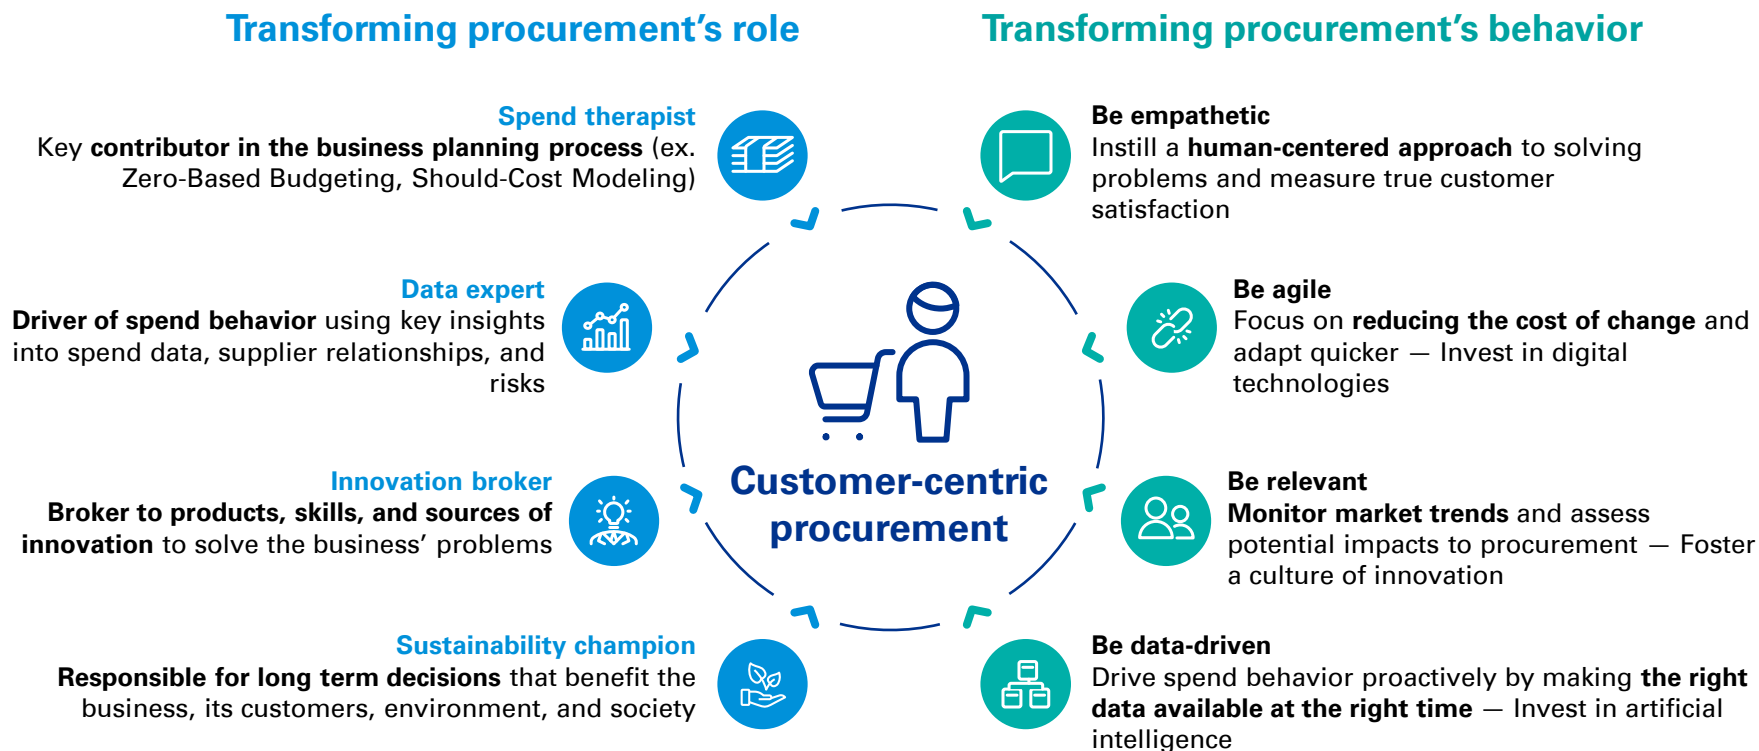 Transforming procurement's role
Transforming procurement's behavior
Spend therapist
Key contributor in the business planning process (ex.
Zero-Based Budgeting, Should-Cost Modeling)
Data expert
Driver of spend behavior using key insights
into spend data, supplier relationships, and
risks
Innovation broker
Broker to products, skills, and sources of
innovation to solve the business' problems
Sustainability champion
Responsible for long term decisions that benefit the
business, its customers, environment, and society
Customer-centric
procurement
Be empathetic
Instill a human-centered approach to solving
problems and measure true customer
satisfaction
Be agile
Focus on reducing the cost of change and
adapt quicker — Invest in digital
technologies
Be relevant
Monitor market trends and assess
potential impacts to procurement — Foster
a culture of innovation
Be data-driven
Drive spend behavior proactively by making the right
data available at the right time — Invest in artificial
intelligence